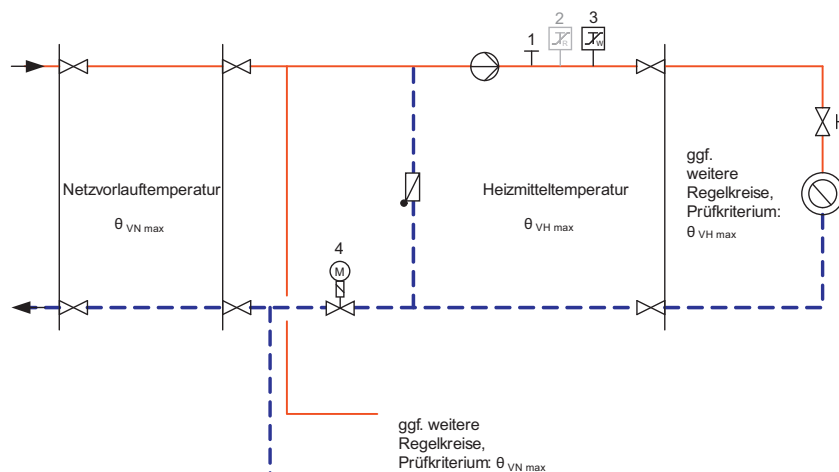 1
2
3
R
W
Netzvorlauftemperatur
θ VN max
Heizmitteltemperatur
θ VH max
ggf.
weitere
Regelkreise,
Prüfkriterium:
θ VH max
4
M
ggf. weitere
Regelkreise,
Prüfkriterium: θ VN max